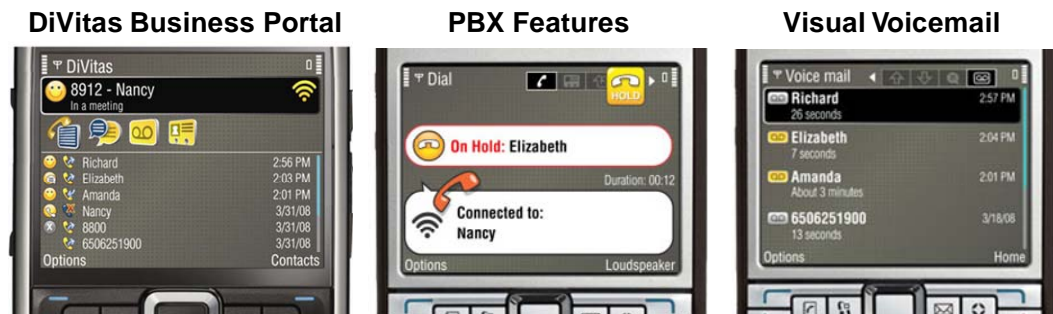 DiVitas Business Portal
DiVitas
8912 - Nancy
In a meeting
Richard 2:56 PM
Elizabeth 2:03 PM
Amanda 2:01 PM
Nancy 3/31/08
8800 3/31/08
6506251900 3/31/08
Options Contacts
PBX Features
Dial
HOLD
On Hold: Elizabeth
Duration: 00:12
Connected to:
Nancy
Options Loudspeaker
Visual Voicemail
Voice mail
Richard 2:57 PM
26 seconds
Elizabeth 2:04 PM
7 seconds
Amanda 2:01 PM
About 3 minutes
6506251900 3/18/08
13 seconds
Options Home